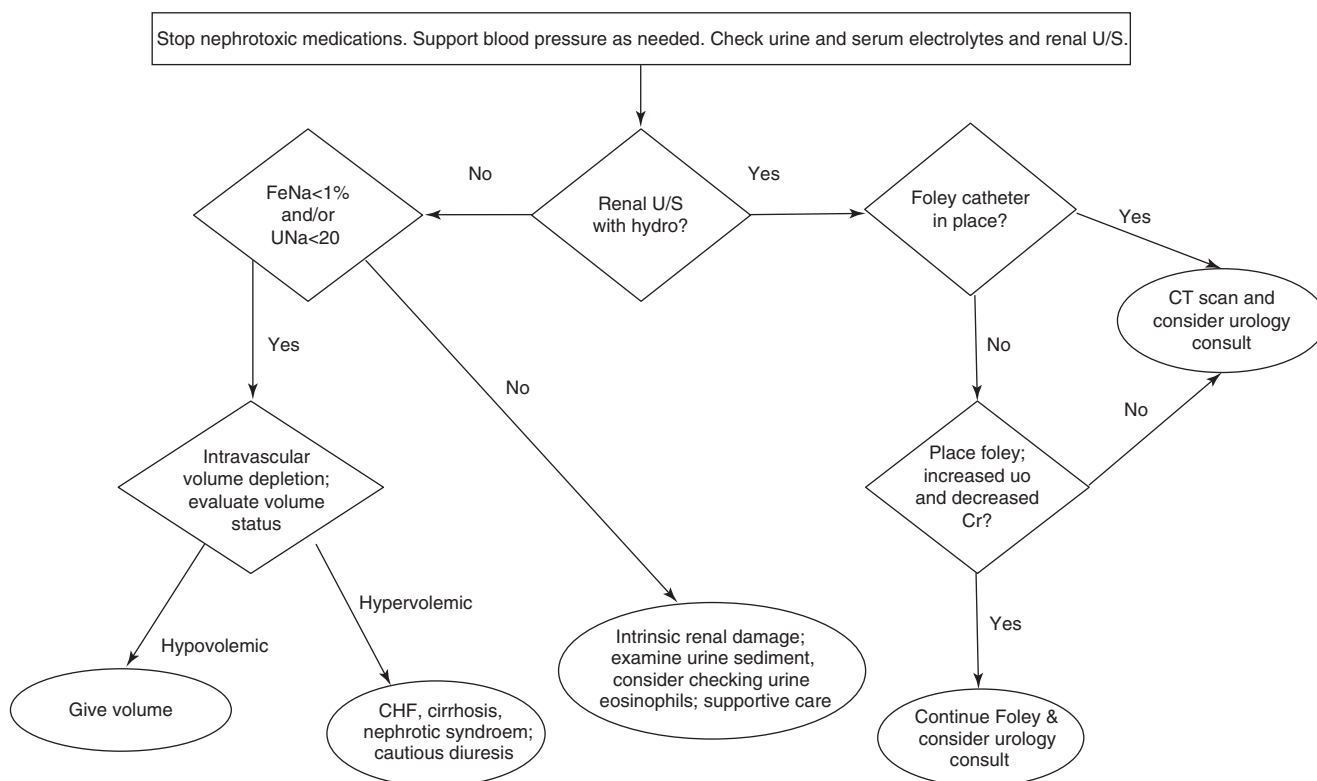 Stop nephrotoxic medications. Support blood pressure as needed. Check urine and serum electrolytes and renal U/S.
FeNa<1%
and/or
UNa<20
No
Renal U/S
with hydro?
Yes
Foley catheter
in place?
Yes
CT scan and
consider urology
consult
Yes
No
No
No
Intravascular
volume depletion;
evaluate volume
status
Place foley;
increased uo
and decreased
Cr?
Hypovolemic
Hypervolemic
Yes
Give volume
CHF, cirrhosis,
nephrotic syndroem;
cautious diuresis
Intrinsic renal damage;
examine urine sediment,
consider checking urine
eosinophils; supportive care
Continue Foley &
consider urology
consult